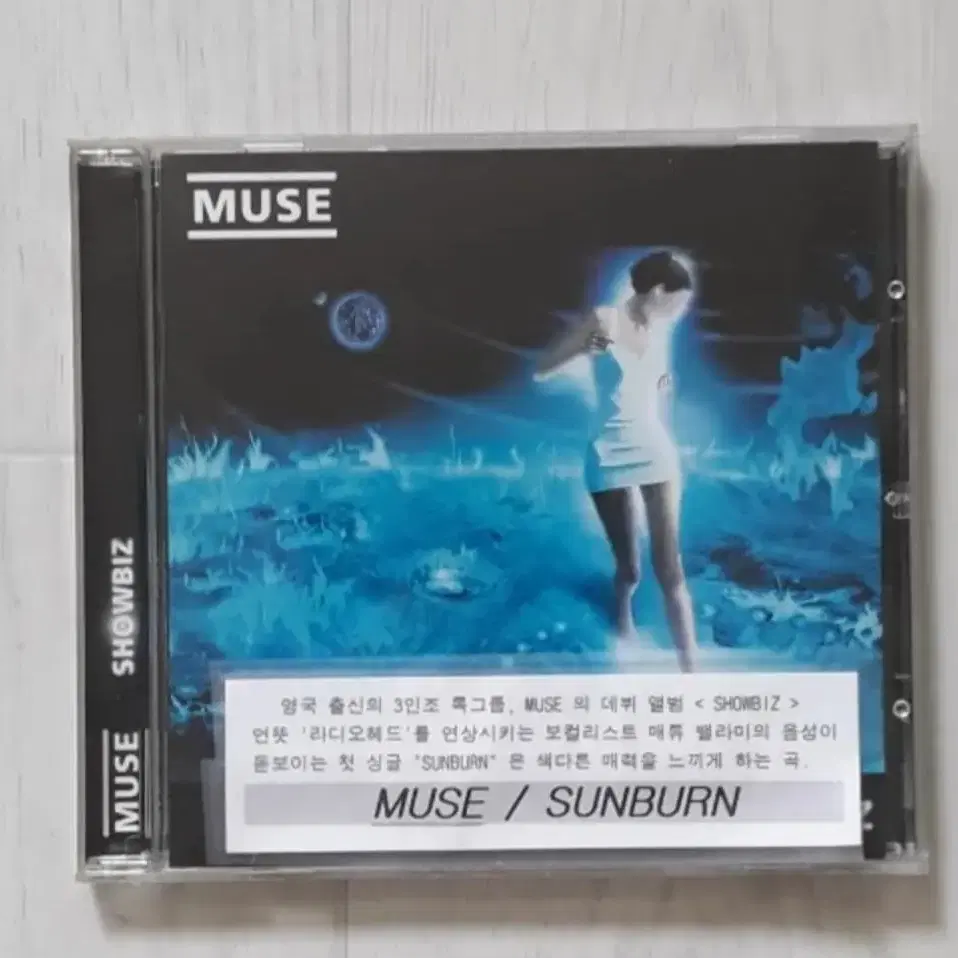 MUSE
MUSE SHOWBIZ
영국 출신의 3인조 록그룹, MUSE 의 데뷔 앨범 < SHOWBIZ >
언뜻 '라디오헤드'를 연상시키는 보컬리스트 매튜 밸라미의 음성이
돋보이는 첫 싱글 "SUNBURN" 은 색다른 매력을 느끼게 하는 곡.
MUSE / SUNBURN